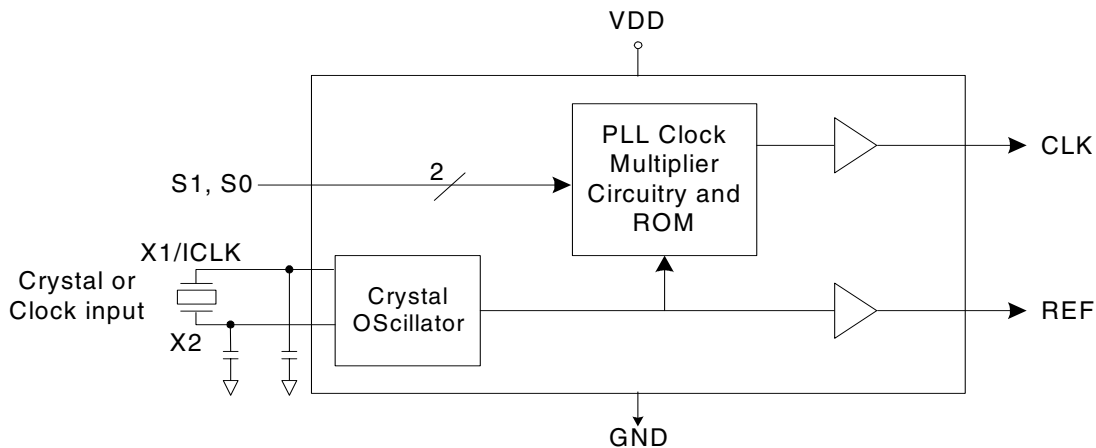 VDD
PLL Clock
Multiplier
Circuitry and
ROM
CLK
S1, S0
2
X1/ICLK
Crystal or
Clock input
X2
Crystal
OScillator
REF
GND